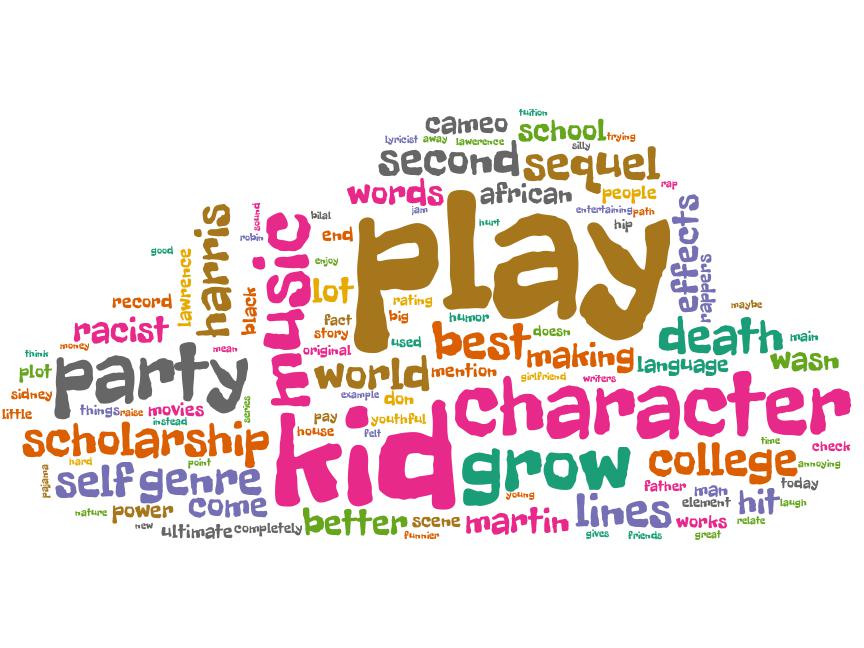 tuition
cameo
school
trying
lyricist
away
lawerence
silly
second
sequel
words
african
people
rap
jam
entertaining
path
hurt
hip
play
effects
rappers
harris
sound
robin
music
bilal
end
enjoy
good
lawrence
black
lot
record
rating
big
humor
fact
story
racist
money
mean
original
used
best
doesn
making
death
maybe
main
language
wasn
think
plot
party
world
mention
girlfriend
writers
sidney
little
things
raise
movies
instead
series
example
don
youthful
felt
pay
house
kid
character
scholarship
hard
point
grow
college
time
check
annoying
pajama
self
genre
father
man
today
young
element
hit
laugh
nature
power
come
new
ultimate
completely
better
scene
funnier
martin
lines
works
relate
gives
friends
great